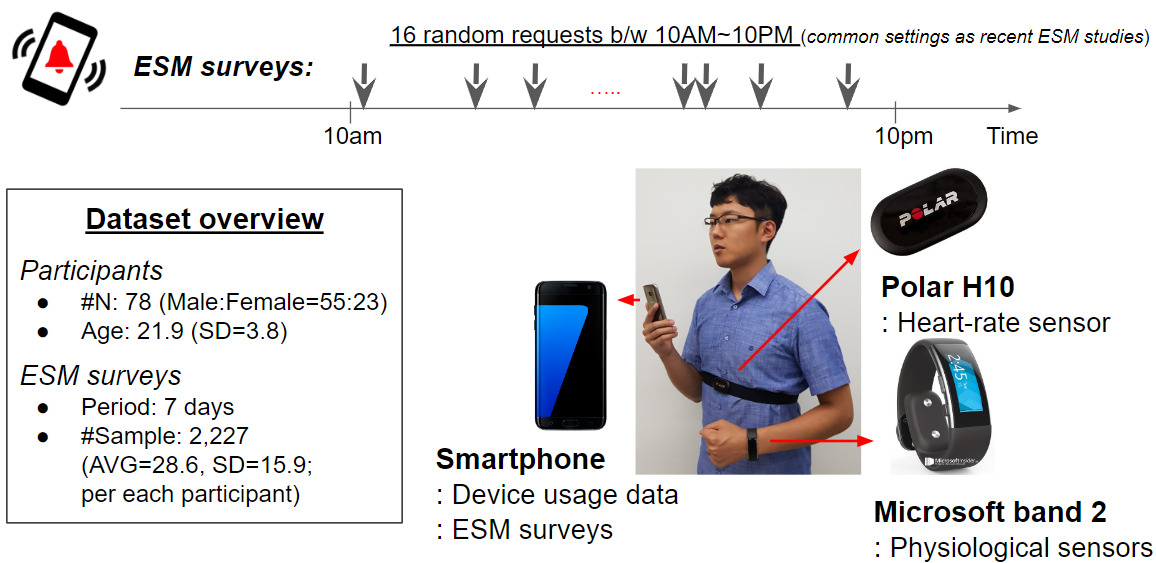 16 random requests b/w 10AM~10PM (common settings as recent ESM studies)
ESM surveys:
.....
10am
10pm
Time
Dataset overview
Participants
● #N: 78 (Male:Female=55:23)
● Age: 21.9 (SD=3.8)
ESM surveys
● Period: 7 days
● #Sample: 2,227
(AVG=28.6, SD=15.9;
per each participant)
Smartphone
: Device usage data
: ESM surveys
POLAR
Polar H10
: Heart-rate sensor
2:45
MicrosoftInsider
Microsoft band 2
: Physiological sensors